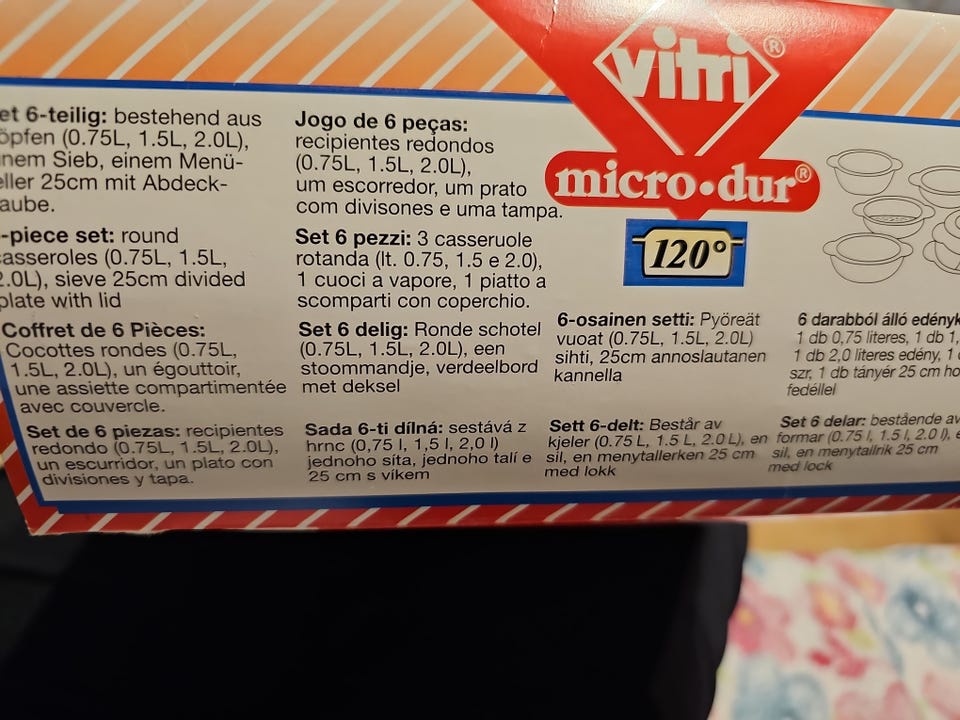 vitri®
micro•dur®
120°
et 6-teilig: bestehend aus
öpfen (0.75L, 1.5L, 2.0L),
nem Sieb, einem Menü-
eller 25cm mit Abdeck-
aube.
-piece set: round
asseroles (0.75L, 1.5L,
2.0L), sieve 25cm divided
plate with lid
Coffret de 6 Pièces:
Cocottes rondes (0.75L,
1.5L, 2.0L), un égouttoir,
une assiette compartimentée
avec couvercle.
Set de 6 piezas: recipientes
redondo (0.75L, 1.5L, 2.0L),
un escurridor, un plato con
divisiones y tapa.
Jogo de 6 peças:
recipientes redondos
(0.75L, 1.5L, 2.0L),
um escorredor, um prato
com divisones e uma tampa.
Set 6 pezzi: 3 casseruole
rotanda (lt. 0.75, 1.5 e 2.0),
1 cuoci a vapore, 1 piatto a
scomparti con coperchio.
Set 6 delig: Ronde schotel
(0.75L, 1.5L, 2.0L), een
stoommandje, verdeelbord
met deksel
Sada 6-ti dílná: sestává z
hrnc (0,75 l, 1,5 l, 2,0 l)
jednoho síta, jednoho talí e
25 cm s víkem
6-osainen setti: Pyöreät
vuoat (0.75L, 1.5L, 2.0L)
sihti, 25cm annoslautanen
kannella
Sett 6-delt: Består av
kjeler (0.75 L, 1.5 L, 2.0 L), en
sil, en menytallerken 25 cm
med lokk
6 darabból álló edényk
1 db 0,75 literes, 1 db 1,
1 db 2,0 literes edény, 1
szr, 1 db tányér 25 cm ho
fedéllel
Set 6 delar: bestående av
formar (0.75 l, 1.5 l, 2.0 l), e
sil, en menytallrik 25 cm
med lock